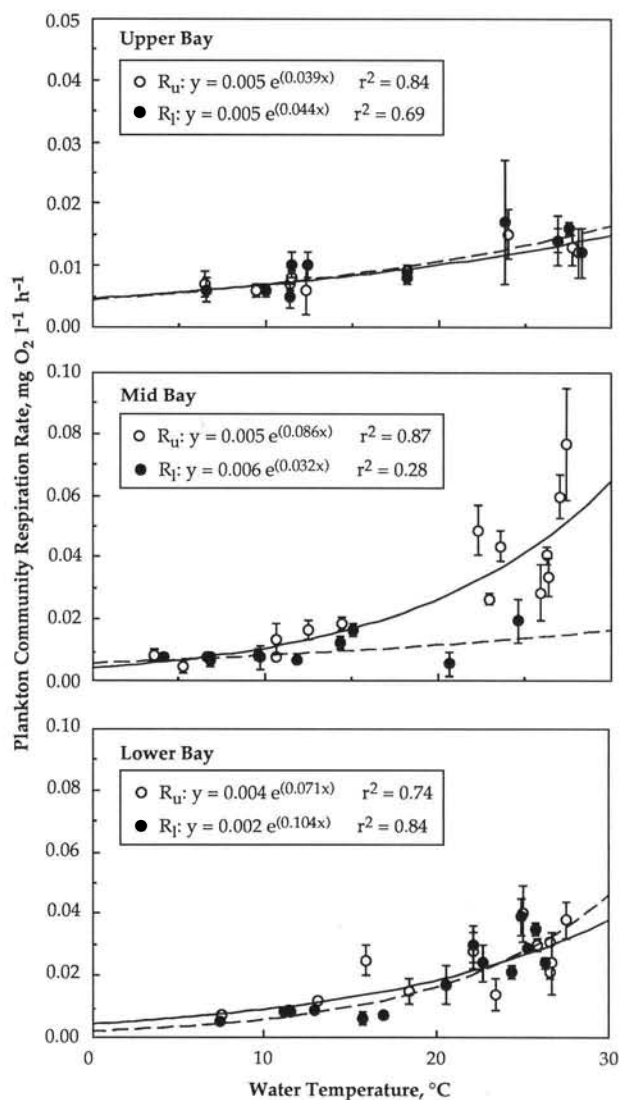 Plankton Community Respiration Rate, mg O₂ l⁻¹ h⁻¹
0.05
Upper Bay
Rᵤ: y = 0.005 e^(0.039x) r² = 0.84
Rₗ: y = 0.005 e^(0.044x) r² = 0.69
0.04
0.03
0.02
0.01
0.00
0.10
Mid Bay
Rᵤ: y = 0.005 e^(0.086x) r² = 0.87
Rₗ: y = 0.006 e^(0.032x) r² = 0.28
0.08
0.06
0.04
0.02
0.00
0.10
Lower Bay
Rᵤ: y = 0.004 e^(0.071x) r² = 0.74
Rₗ: y = 0.002 e^(0.104x) r² = 0.84
0.08
0.06
0.04
0.02
0.00
0 10 20 30
Water Temperature, °C